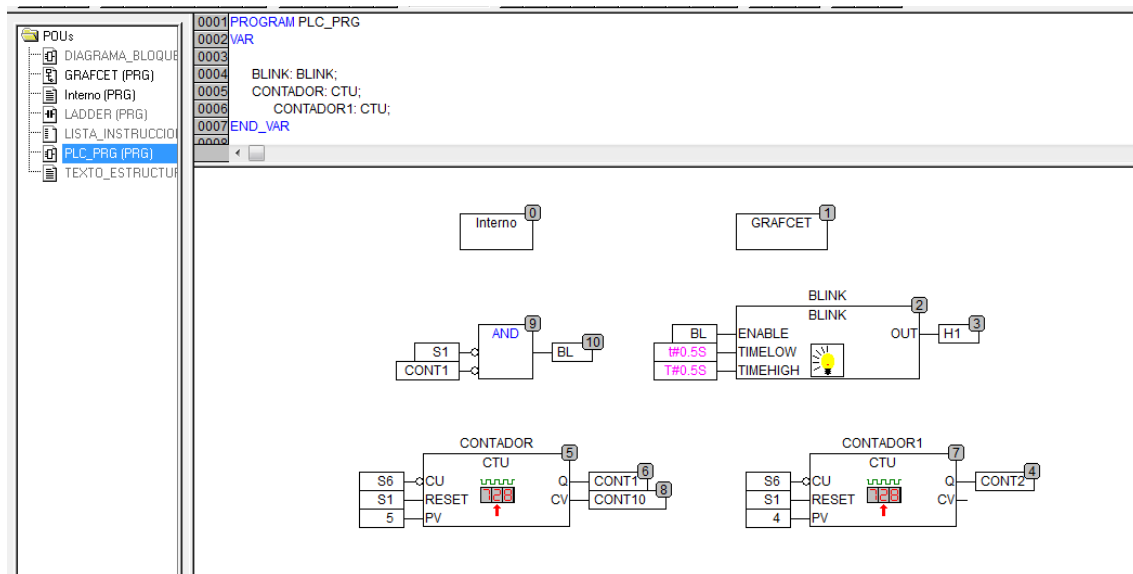 POUs
DIAGRAMA_BLOQUE
GRAFCET (PRG)
Interno (PRG)
LADDER (PRG)
LISTA_INSTRUCCIO
PLC_PRG (PRG)
TEXTO_ESTRUCTUR
0001 PROGRAM PLC_PRG
0002 VAR
0003
0004 BLINK: BLINK;
0005 CONTADOR: CTU;
0006 CONTADOR1: CTU;
0007 END_VAR
0008
Interno 0
GRAFCET 1
AND 9
S1
CONT1
BL 10
BLINK
BLINK 2
BL ENABLE OUT H1 3
t#0.5S TIMELOW
T#0.5S TIMEHIGH
CONTADOR
CTU 5
S6 CU Q CONT1 6
S1 RESET CV CONT10 8
5 PV
CONTADOR1
CTU 7
S6 CU Q CONT2 4
S1 RESET CV
4 PV